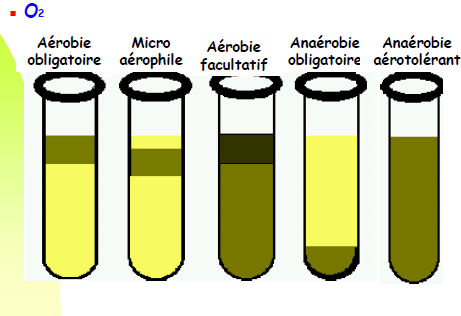 ▪ O₂
Aérobie obligatoire
Micro aérophile
Aérobie facultatif
Anaérobie obligatoire
Anaérobie aérotolérant